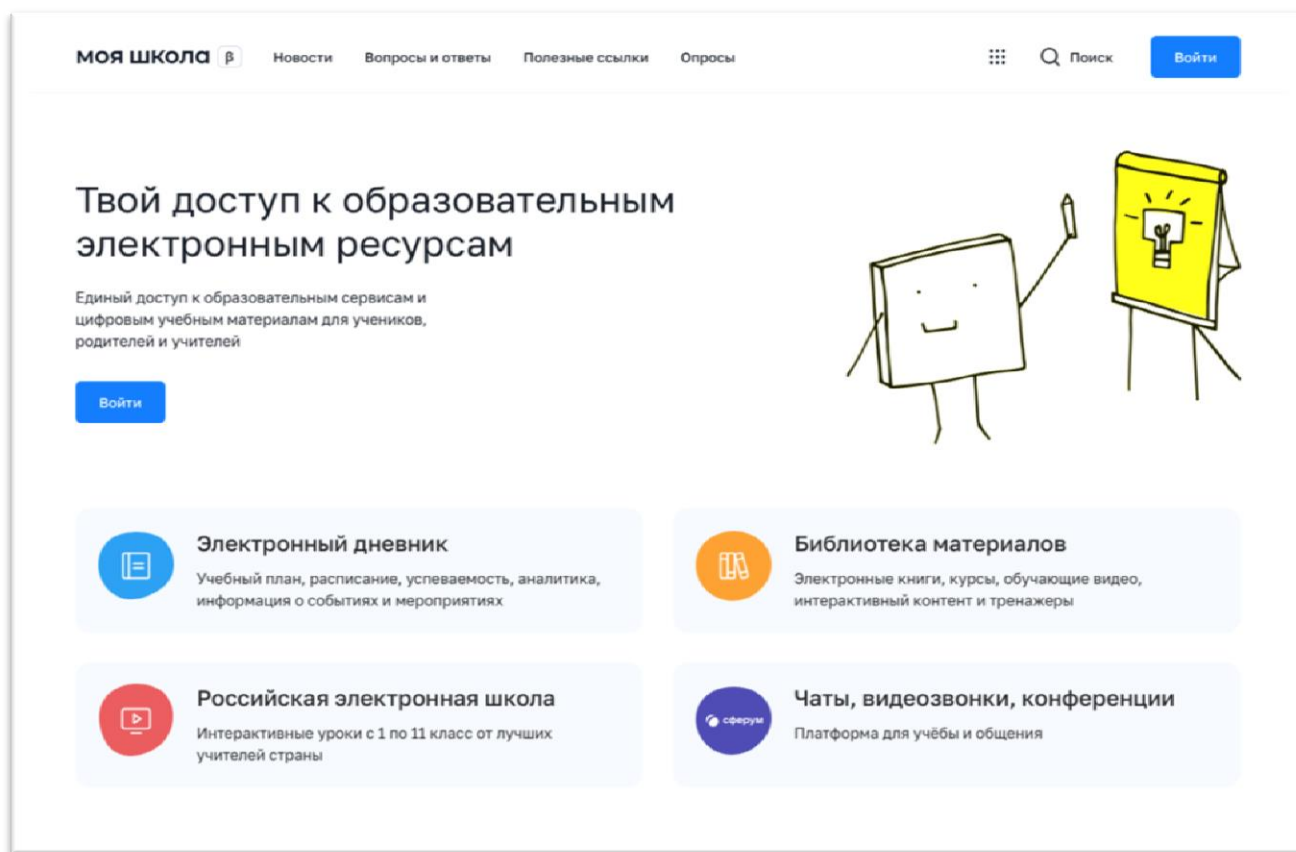 моя школа β Новости Вопросы и ответы Полезные ссылки Опросы Поиск Войти
Твой доступ к образовательным
электронным ресурсам
Единый доступ к образовательным сервисам и
цифровым учебным материалам для учеников,
родителей и учителей
Войти
Электронный дневник
Учебный план, расписание, успеваемость, аналитика,
информация о событиях и мероприятиях
Библиотека материалов
Электронные книги, курсы, обучающие видео,
интерактивный контент и тренажеры
Российская электронная школа
Интерактивные уроки с 1 по 11 класс от лучших
учителей страны
сферум
Чаты, видеозвонки, конференции
Платформа для учёбы и общения